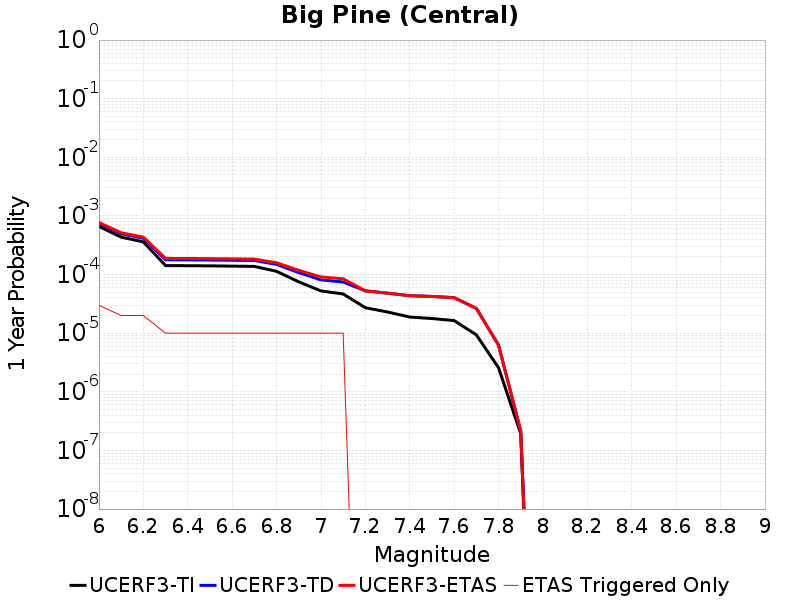 Big Pine (Central)
1 Year Probability
10^0
10^-1
10^-2
10^-3
10^-4
10^-5
10^-6
10^-7
10^-8
6 6.2 6.4 6.6 6.8 7 7.2 7.4 7.6 7.8 8 8.2 8.4 8.6 8.8 9
Magnitude
UCERF3-TI UCERF3-TD UCERF3-ETAS ETAS Triggered Only